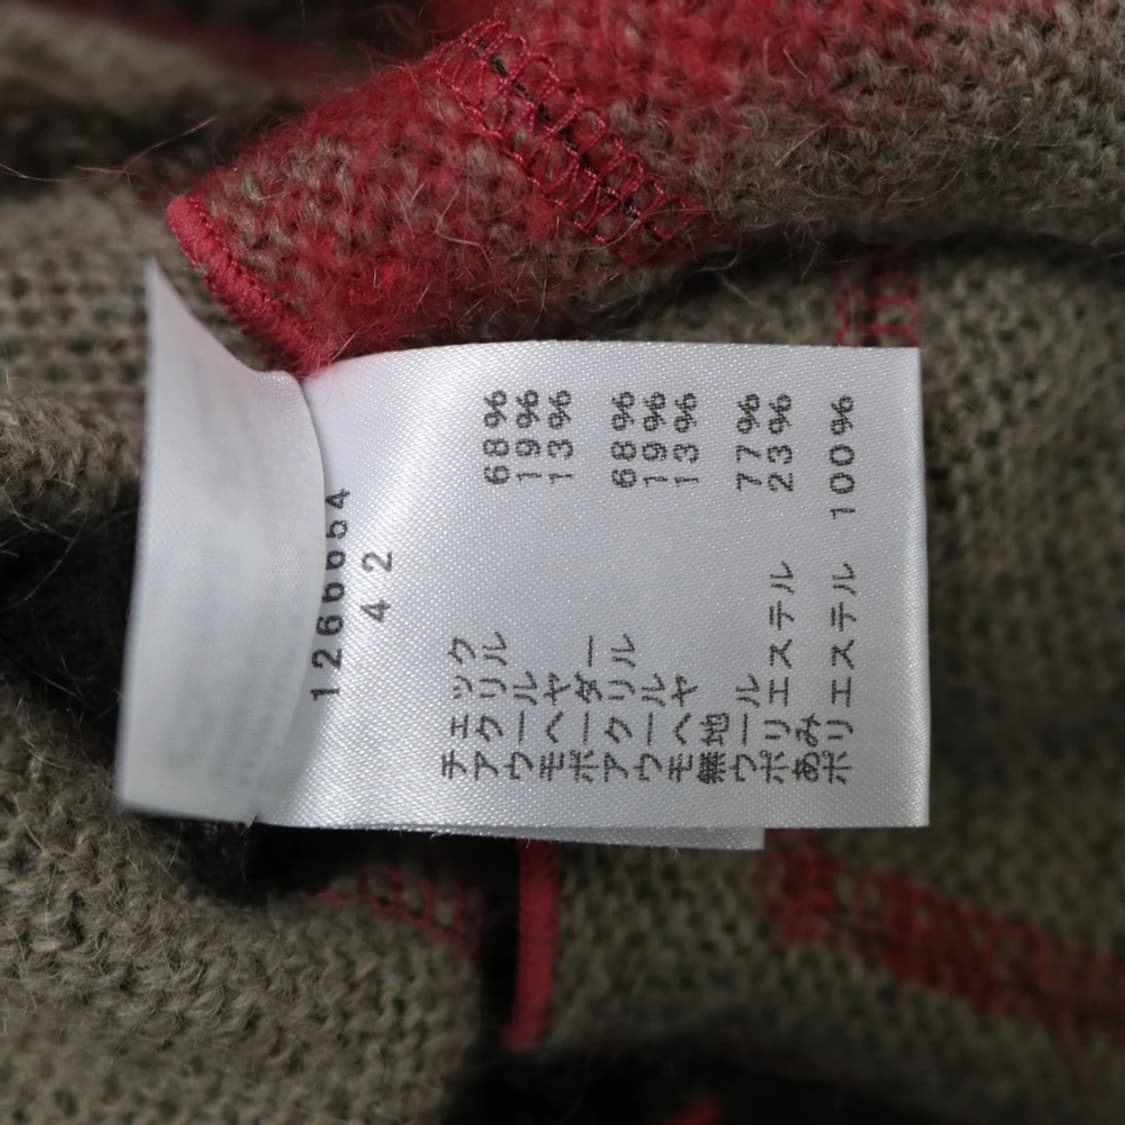 126664
42
チェック
アクリル 68%
ウール 19%
モヘヤ 13%
ボーダー
アクリル 68%
ウール 19%
モヘヤ 13%
無地
ウール 77%
ポリエステル 23%
あみ
ポリエステル 100%